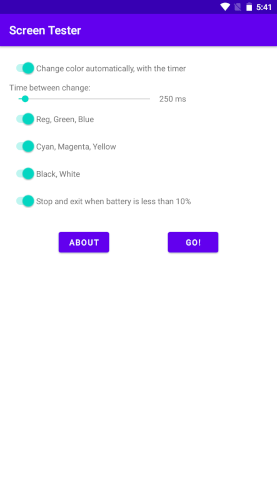 5:41
Screen Tester
Change color automatically, with the timer
Time between change:
250 ms
Reg, Green, Blue
Cyan, Magenta, Yellow
Black, White
Stop and exit when battery is less than 10%
ABOUT
GO!